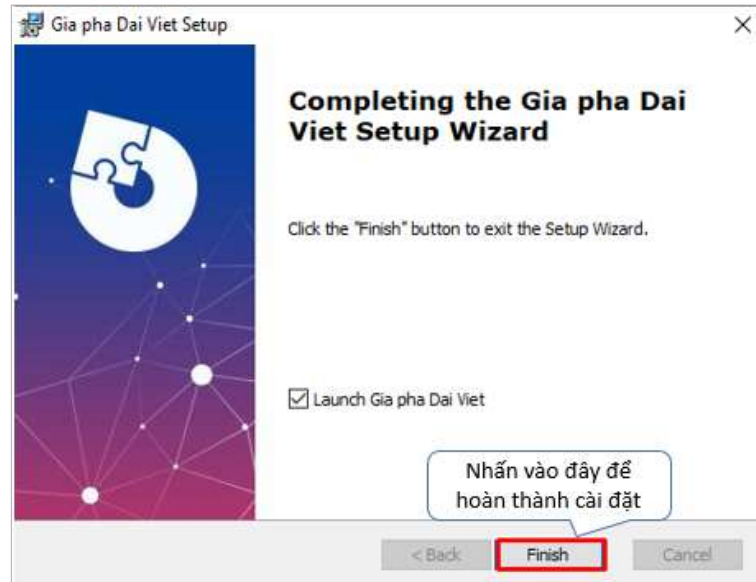 Gia pha Dai Viet Setup
Completing the Gia pha Dai
Viet Setup Wizard
Click the "Finish" button to exit the Setup Wizard.
Launch Gia pha Dai Viet
Nhấn vào đây để
hoàn thành cài đặt
< Back
Finish
Cancel